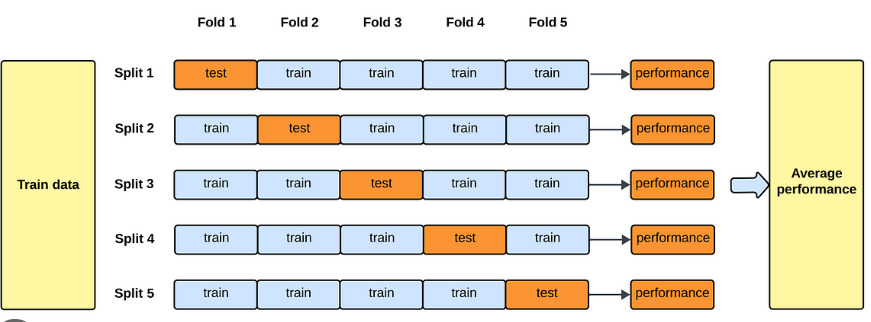 Fold 1 Fold 2 Fold 3 Fold 4 Fold 5
Split 1 test train train train train performance
Split 2 train test train train train performance
Train data
Split 3 train train test train train performance
Average
performance
Split 4 train train train test train performance
Split 5 train train train train test performance